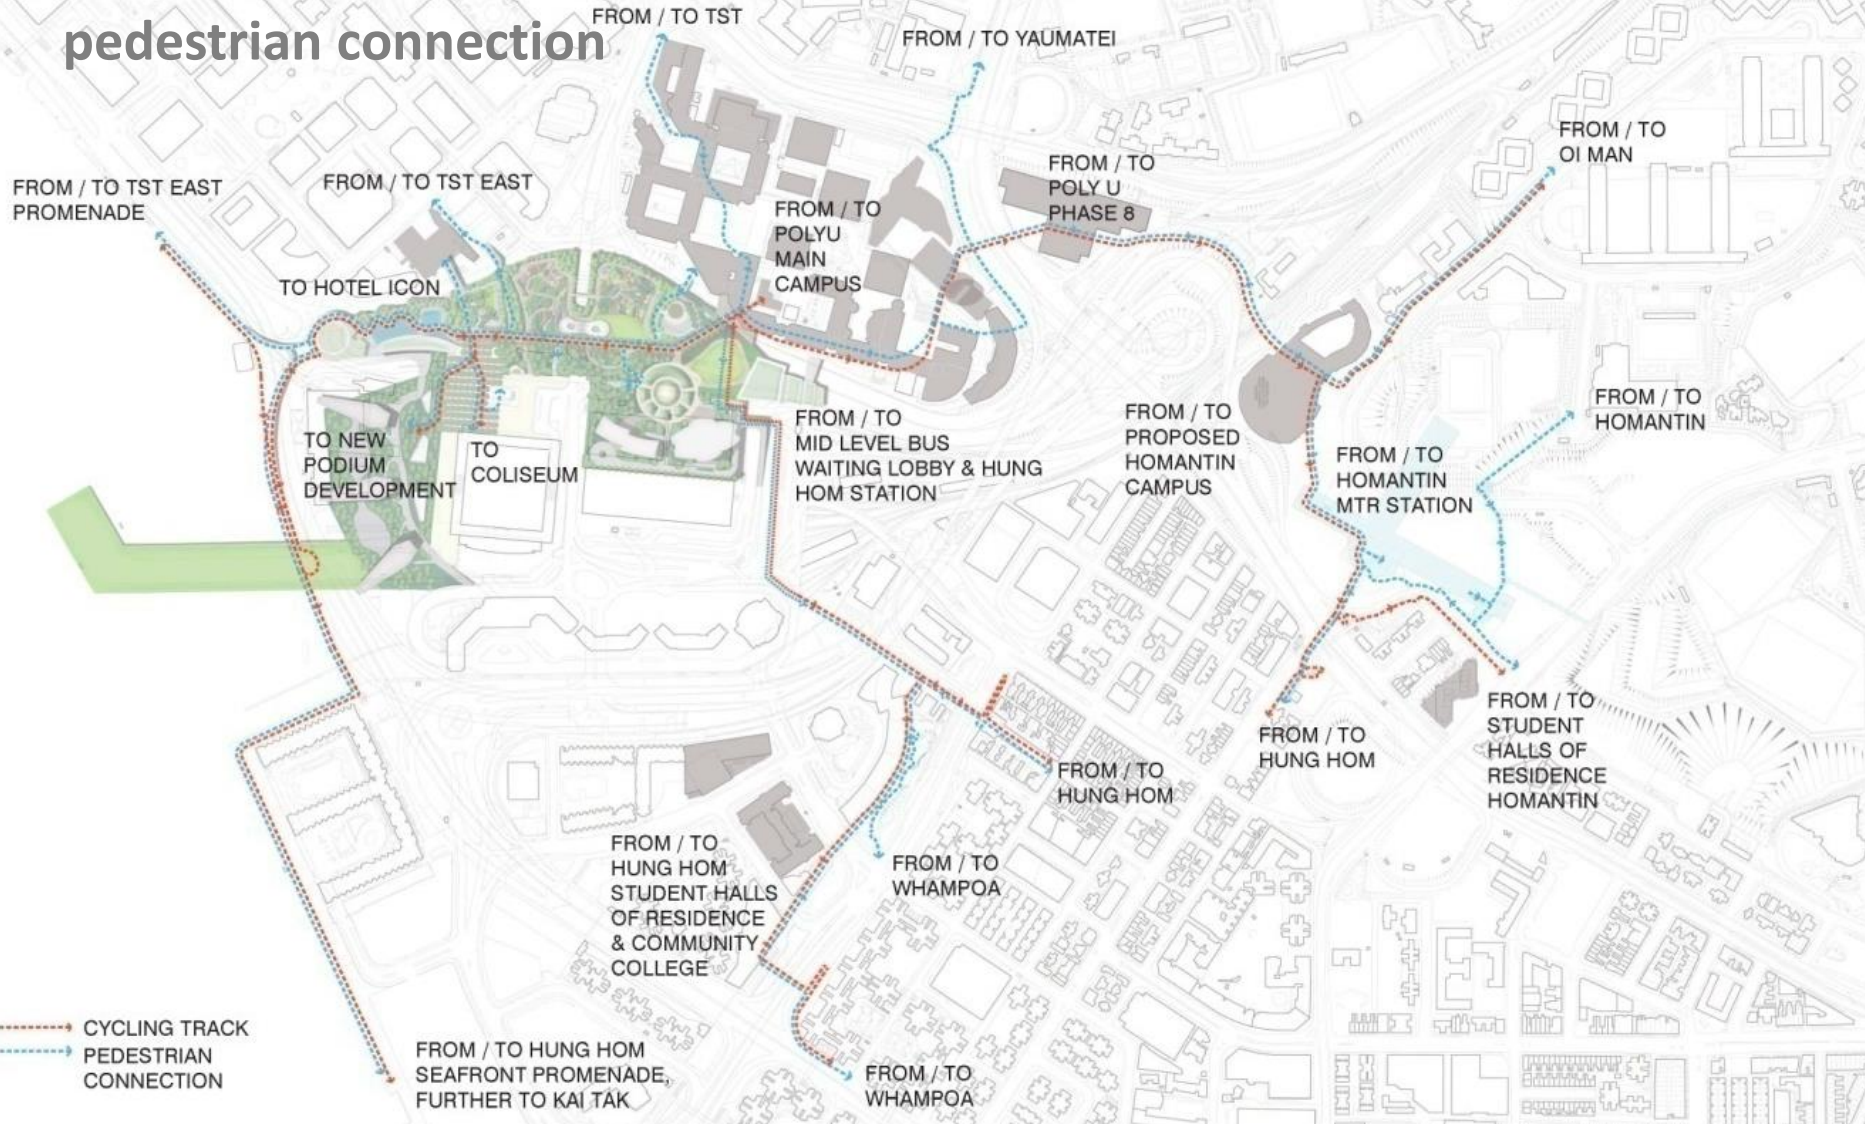 pedestrian connection
FROM / TO TST
FROM / TO YAUMATEI
FROM / TO
OI MAN
FROM / TO TST EAST
PROMENADE
FROM / TO TST EAST
FROM / TO
POLY U
PHASE 8
FROM / TO
POLYU
MAIN
CAMPUS
TO HOTEL ICON
TO NEW
PODIUM
DEVELOPMENT
TO
COLISEUM
FROM / TO
MID LEVEL BUS
WAITING LOBBY & HUNG
HOM STATION
FROM / TO
PROPOSED
HOMANTIN
CAMPUS
FROM / TO
HOMANTIN
MTR STATION
FROM / TO
HOMANTIN
FROM / TO
STUDENT
HALLS OF
RESIDENCE
HOMANTIN
FROM / TO
HUNG HOM
FROM / TO
HUNG HOM
FROM / TO
HUNG HOM
STUDENT HALLS
OF RESIDENCE
& COMMUNITY
COLLEGE
FROM / TO
WHAMPOA
CYCLING TRACK
PEDESTRIAN
CONNECTION
FROM / TO HUNG HOM
SEAFRONT PROMENADE,
FURTHER TO KAI TAK
FROM / TO
WHAMPOA